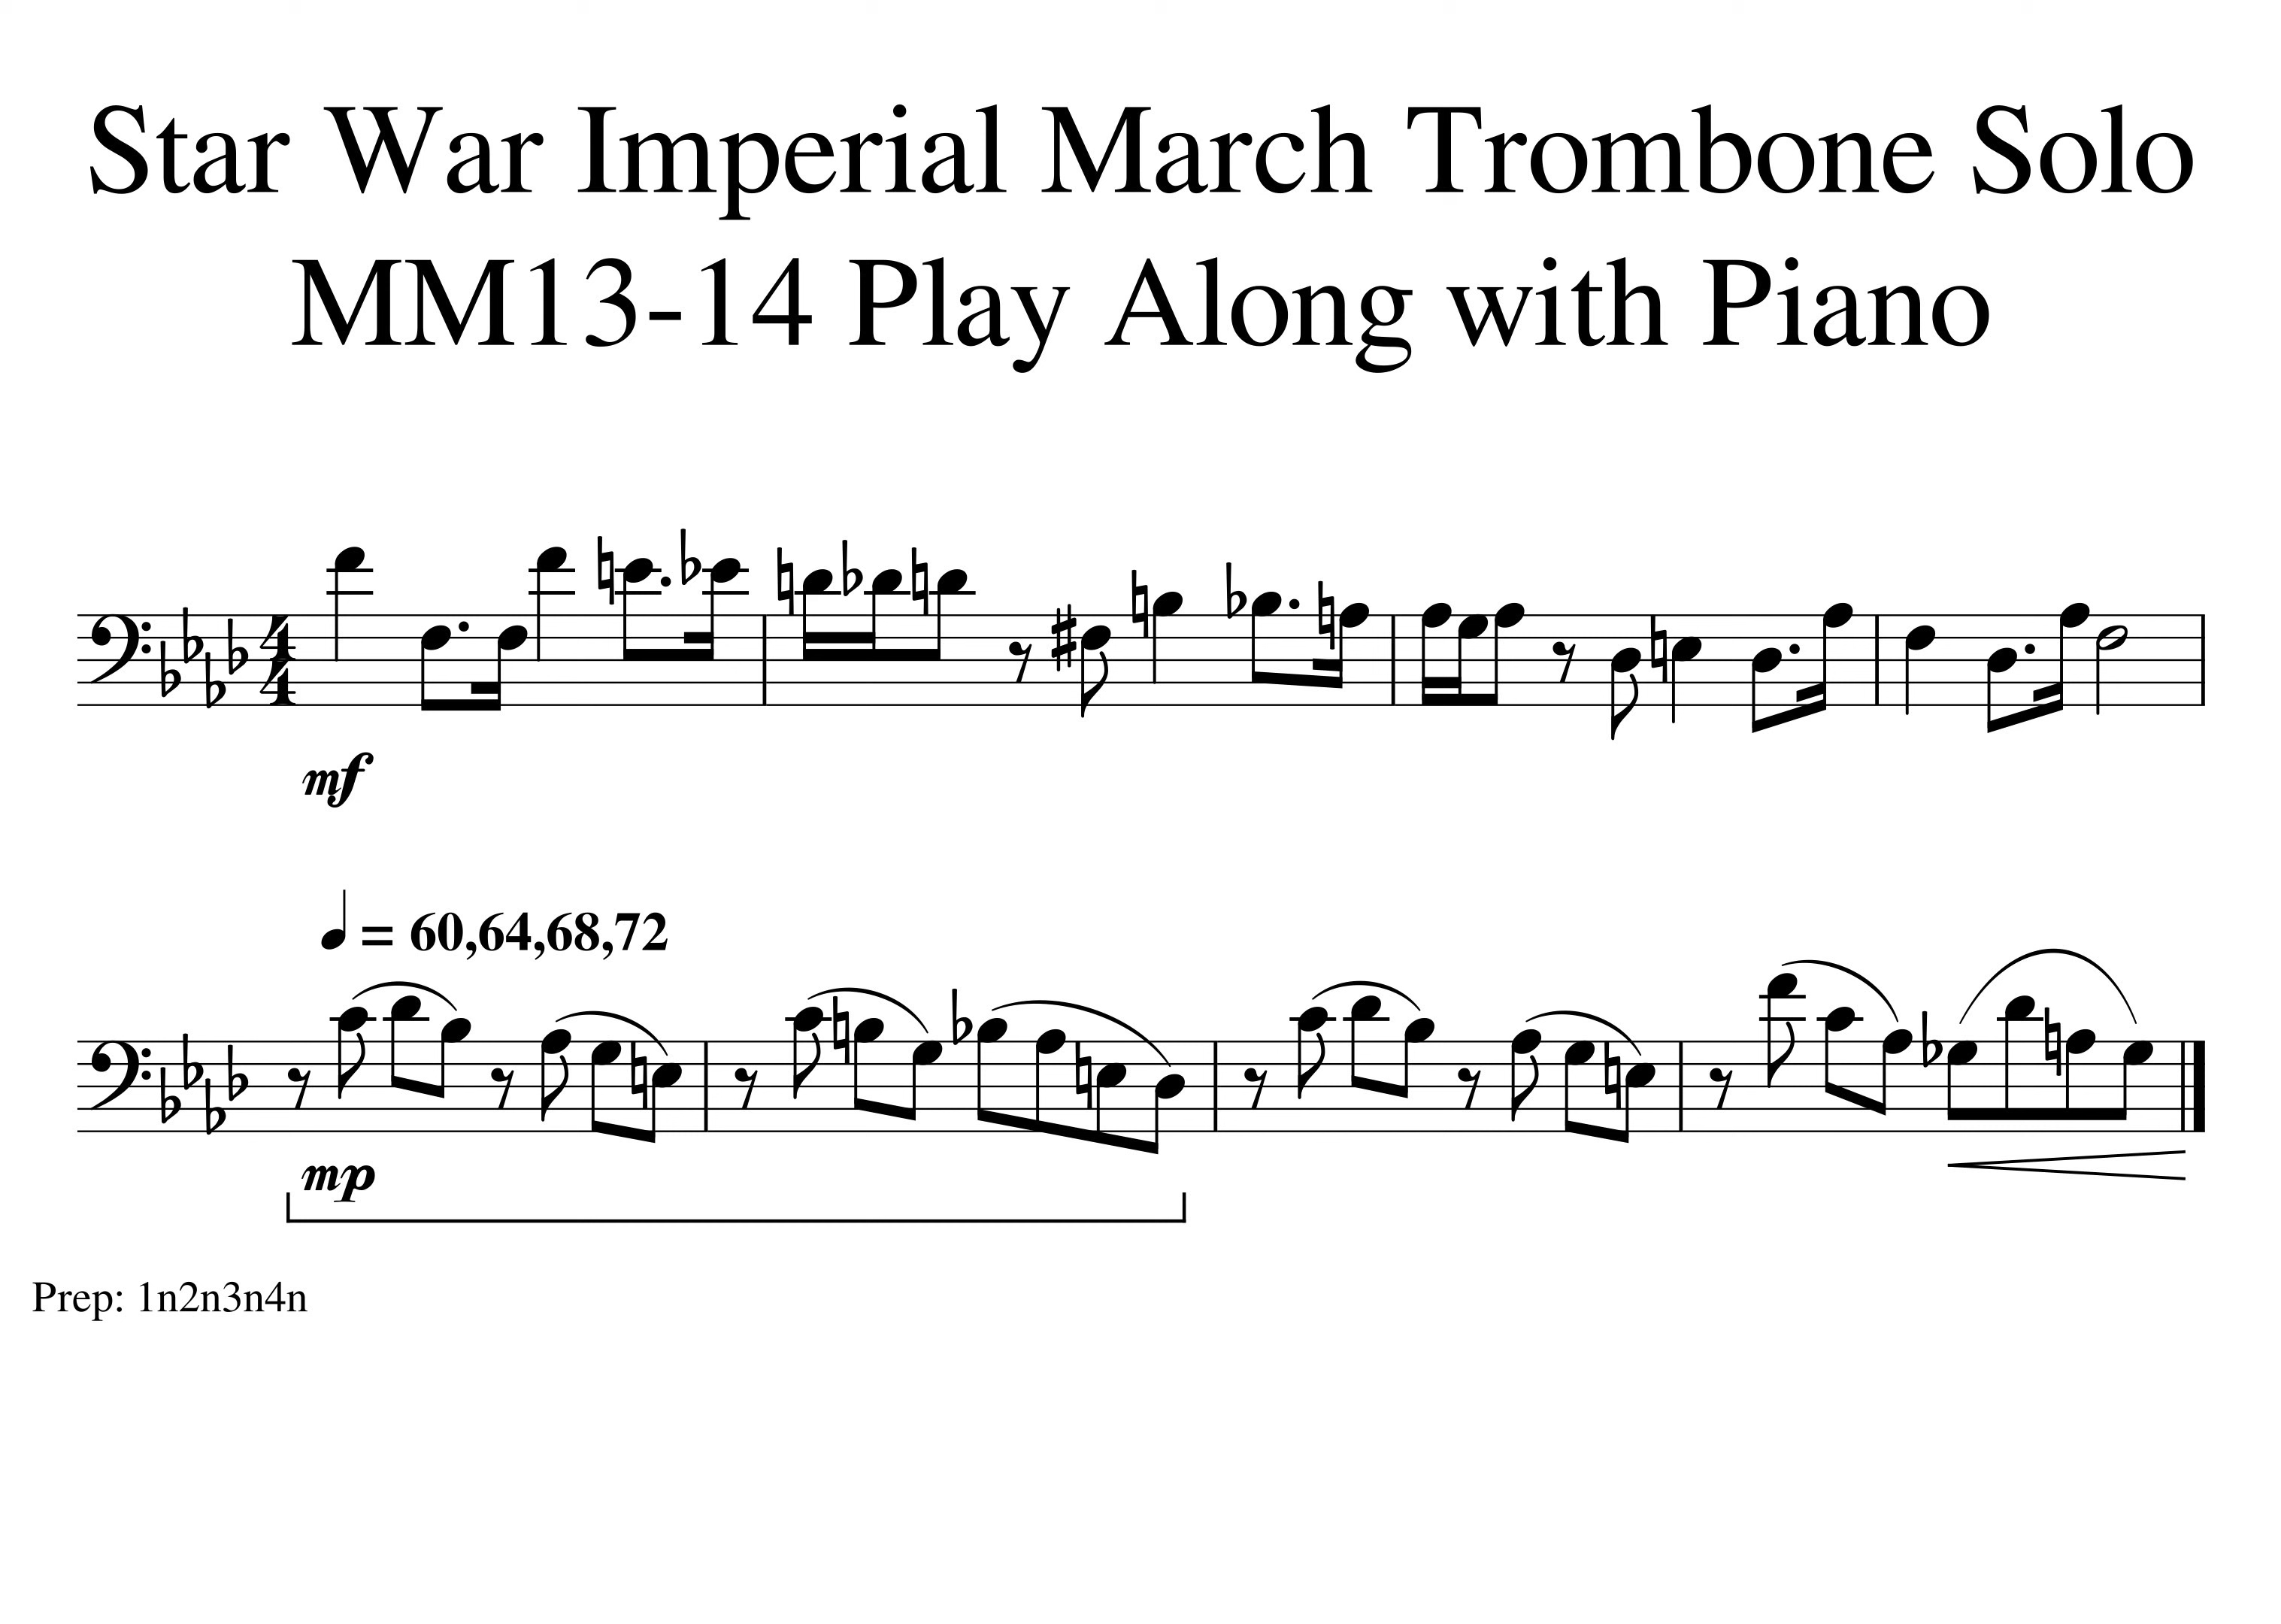 Star War Imperial March Trombone Solo
MM13-14 Play Along with Piano
mf
= 60,64,68,72
mp
Prep: 1n2n3n4n